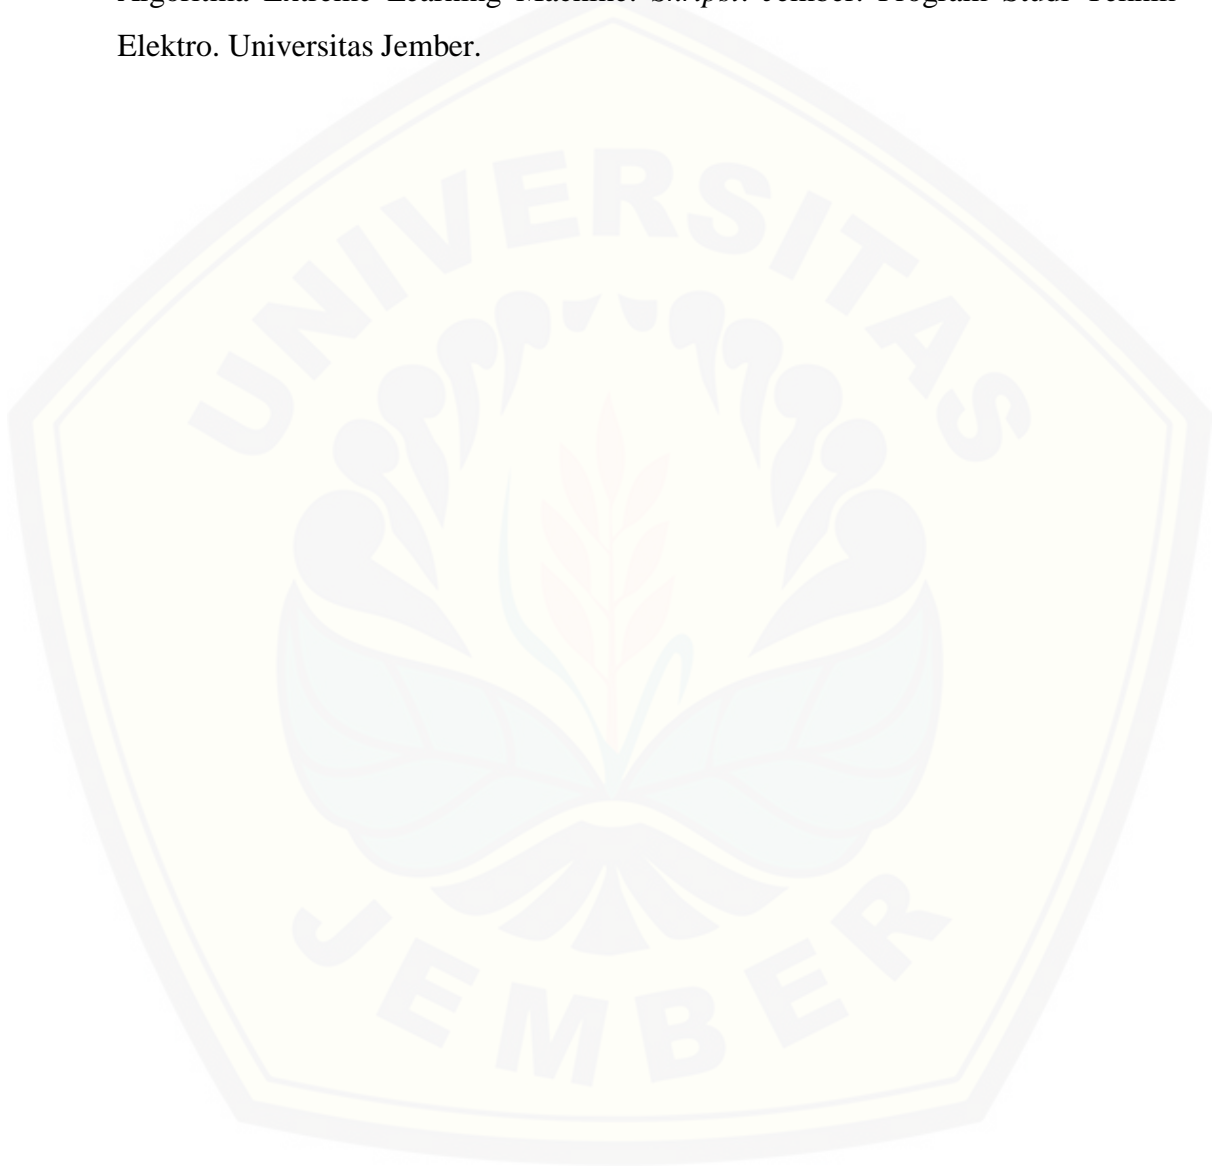 Algoritma Extreme Learning Machine. Skripsi. Jember: Program Studi Teknik
Elektro. Universitas Jember.
UNIVERSITAS
JEMBER